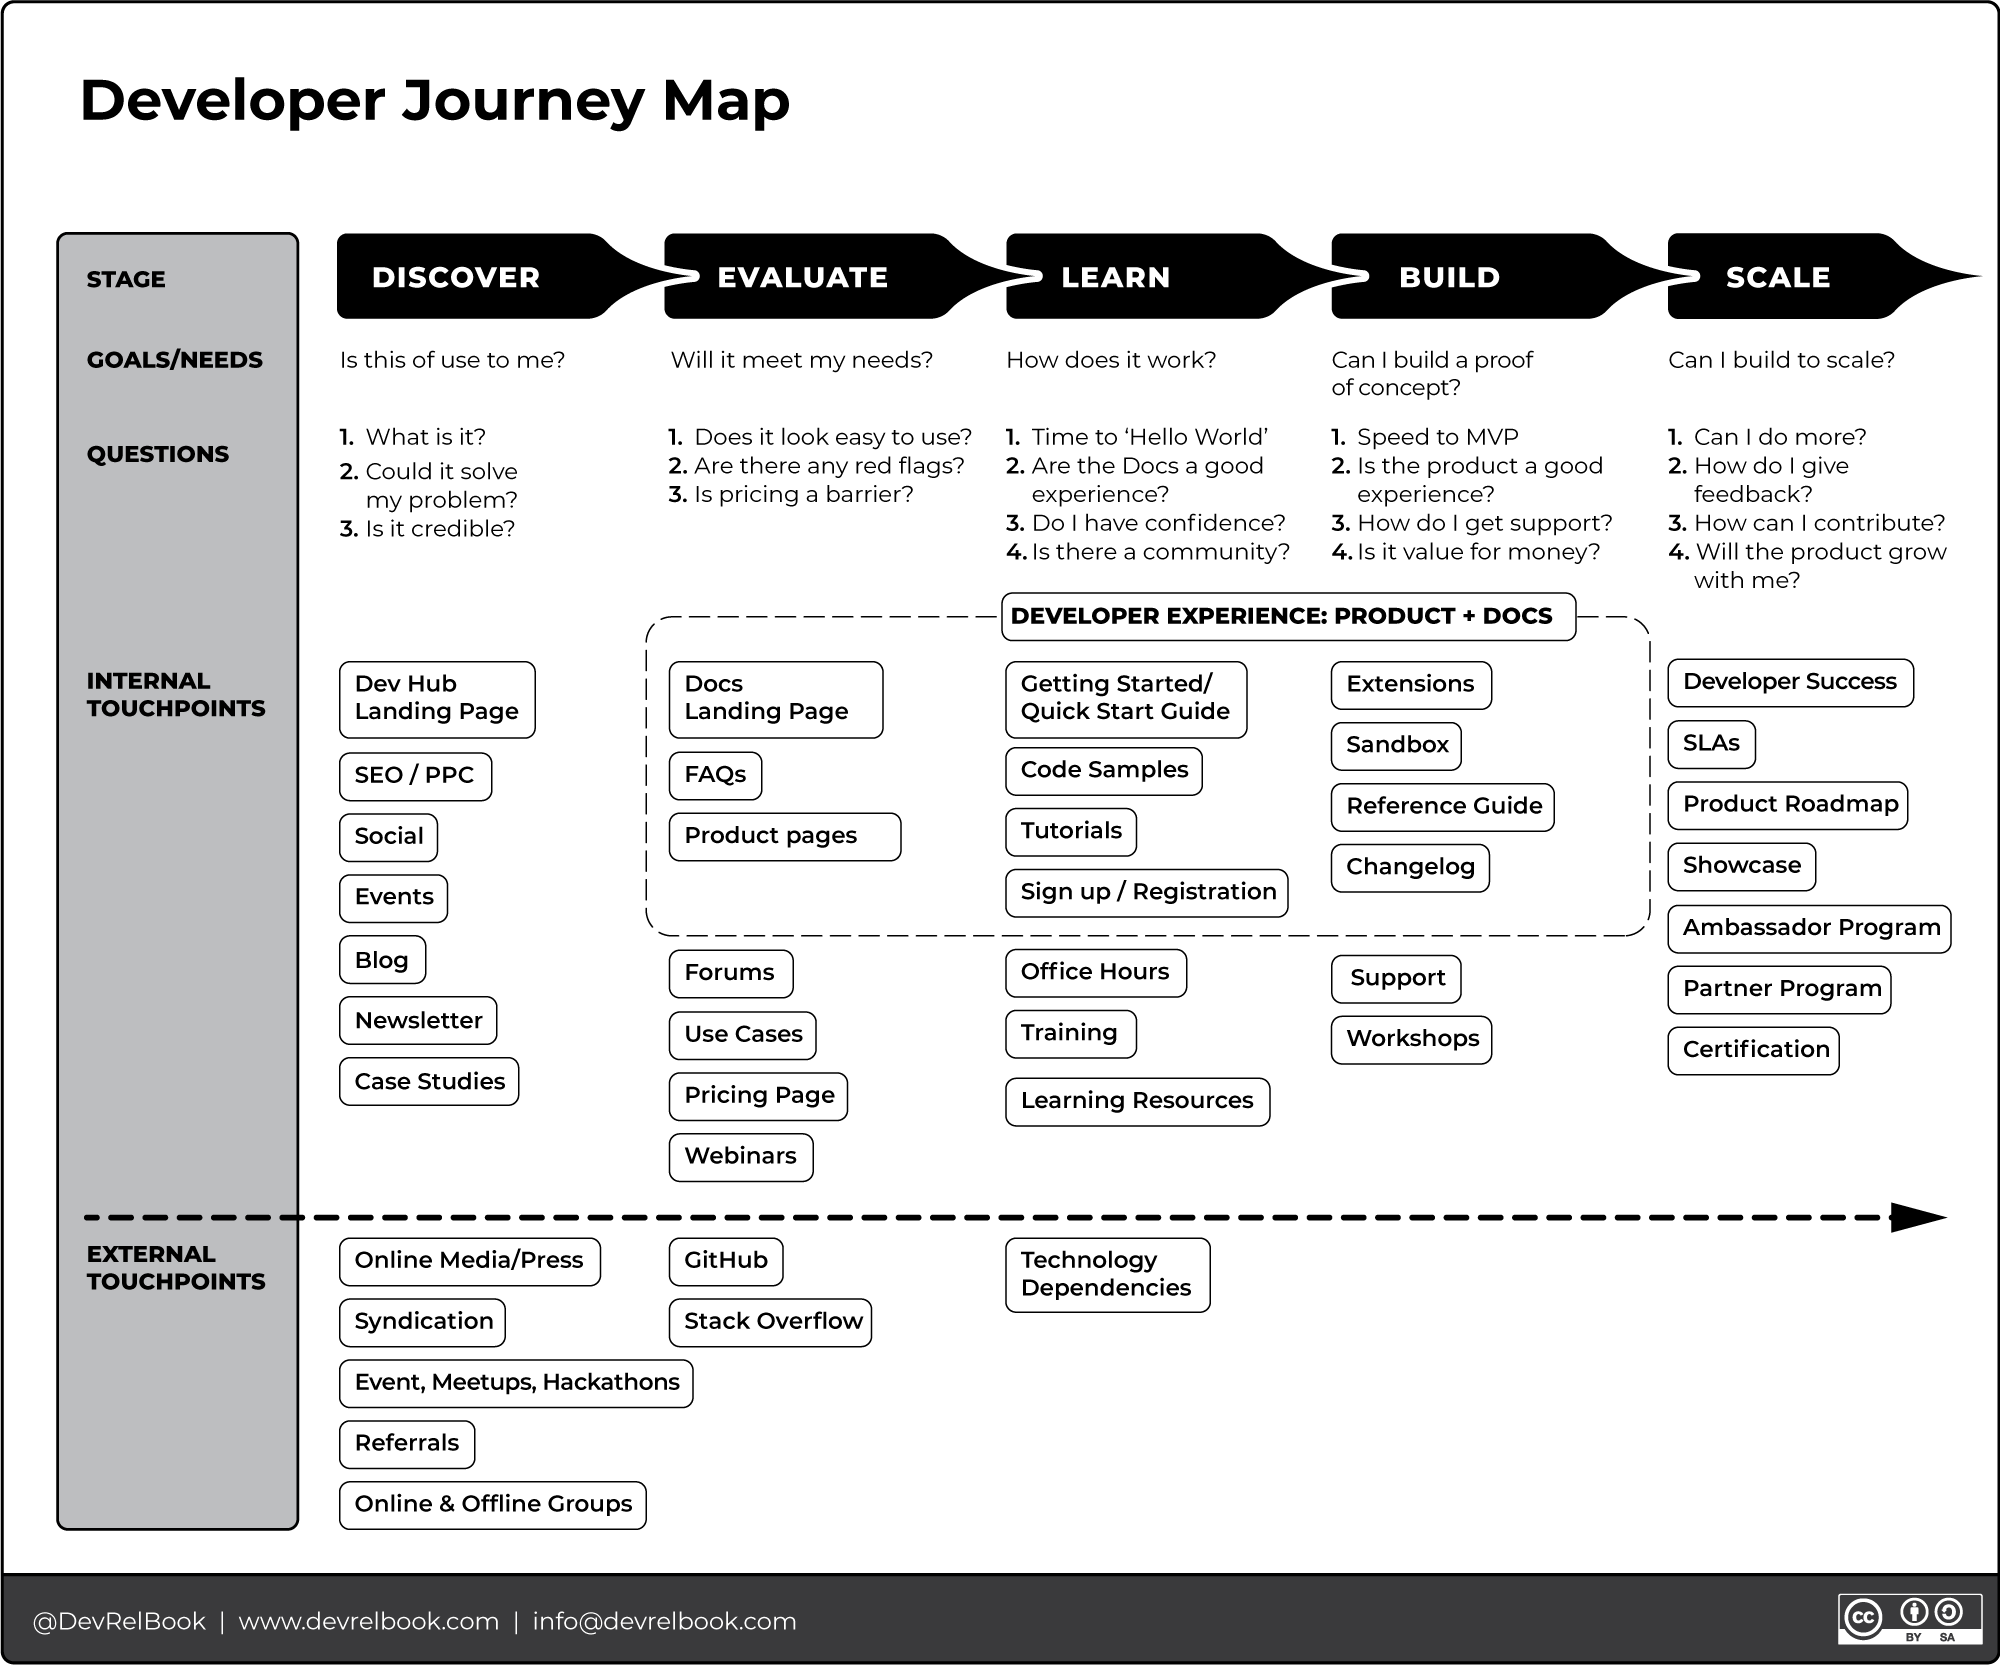 Developer Journey Map
STAGE
DISCOVER
EVALUATE
LEARN
BUILD
SCALE
GOALS/NEEDS
Is this of use to me?
Will it meet my needs?
How does it work?
Can I build a proof
of concept?
Can I build to scale?
QUESTIONS
1. What is it?
2. Could it solve
my problem?
3. Is it credible?
1. Does it look easy to use?
2. Are there any red flags?
3. Is pricing a barrier?
1. Time to ‘Hello World’
2. Are the Docs a good
experience?
3. Do I have confidence?
4. Is there a community?
1. Speed to MVP
2. Is the product a good
experience?
3. How do I get support?
4. Is it value for money?
1. Can I do more?
2. How do I give
feedback?
3. How can I contribute?
4. Will the product grow
with me?
DEVELOPER EXPERIENCE: PRODUCT + DOCS
INTERNAL
TOUCHPOINTS
Dev Hub
Landing Page
SEO / PPC
Social
Events
Blog
Newsletter
Case Studies
Docs
Landing Page
FAQs
Product pages
Forums
Use Cases
Pricing Page
Webinars
Getting Started/
Quick Start Guide
Code Samples
Tutorials
Sign up / Registration
Office Hours
Training
Learning Resources
Extensions
Sandbox
Reference Guide
Changelog
Support
Workshops
Developer Success
SLAs
Product Roadmap
Showcase
Ambassador Program
Partner Program
Certification
EXTERNAL
TOUCHPOINTS
Online Media/Press
Syndication
Event, Meetups, Hackathons
Referrals
Online & Offline Groups
GitHub
Stack Overflow
Technology
Dependencies
@DevRelBook | www.devrelbook.com | info@devrelbook.com
cc
BY SA